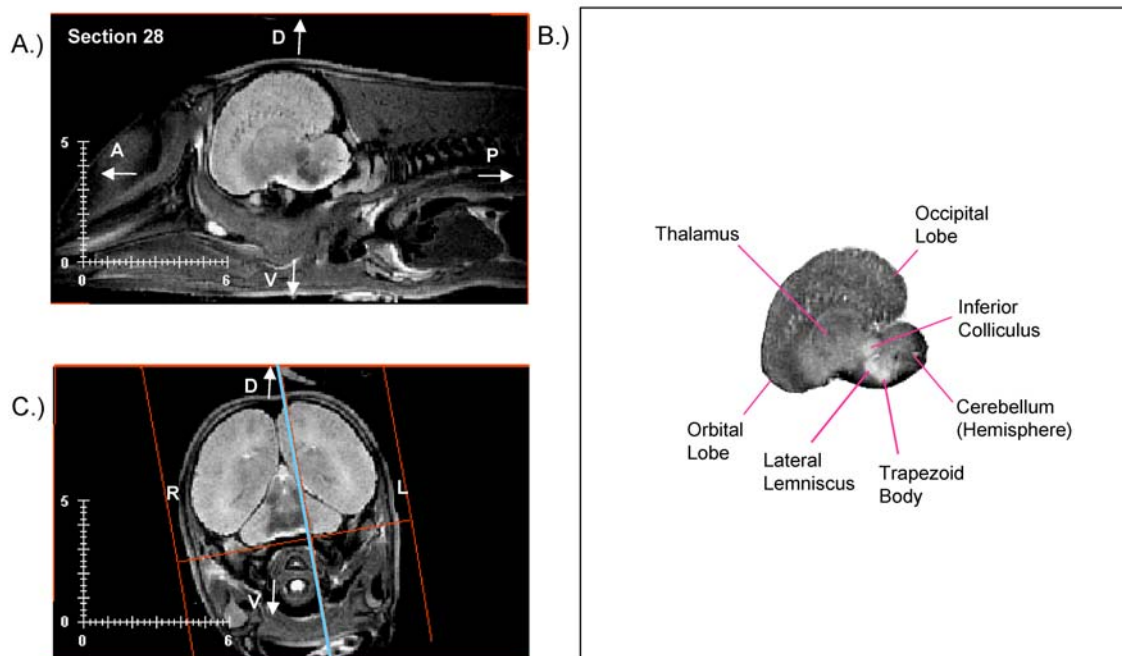 A.)
Section 28
D
A
P
V
5
0
0
6
B.)
Thalamus
Occipital
Lobe
Inferior
Colliculus
Cerebellum
(Hemisphere)
Orbital
Lobe
Lateral
Lemniscus
Trapezoid
Body
C.)
D
R
L
V
5
0
0
6